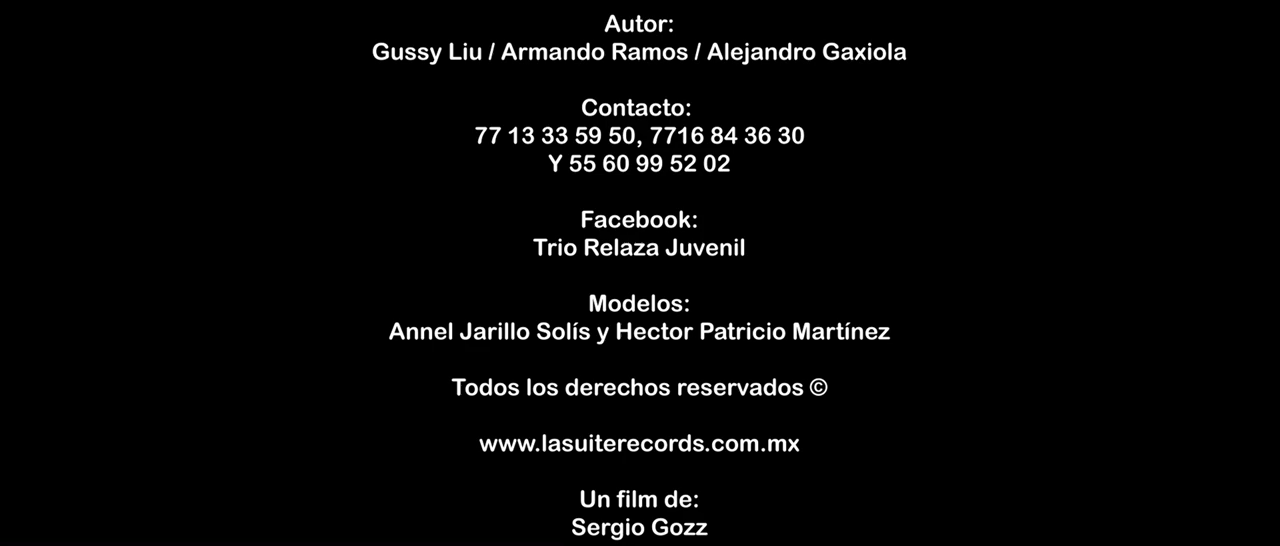 Autor:
Gussy Liu / Armando Ramos / Alejandro Gaxiola
Contacto:
77 13 33 59 50, 7716 84 36 30
Y 55 60 99 52 02
Facebook:
Trio Relaza Juvenil
Modelos:
Annel Jarillo Solís y Hector Patricio Martínez
Todos los derechos reservados ©
www.lasuiterecords.com.mx
Un film de:
Sergio Gozz